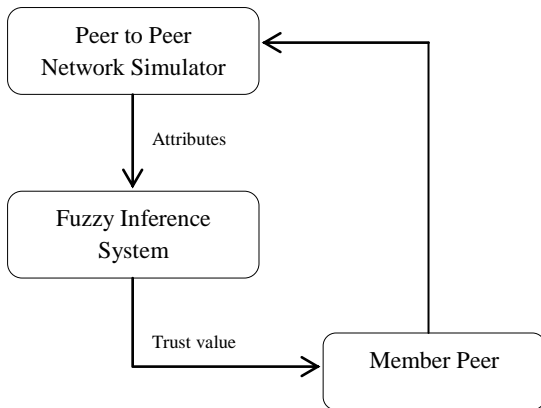 Peer to Peer
Network Simulator
Attributes
Fuzzy Inference
System
Trust value
Member Peer